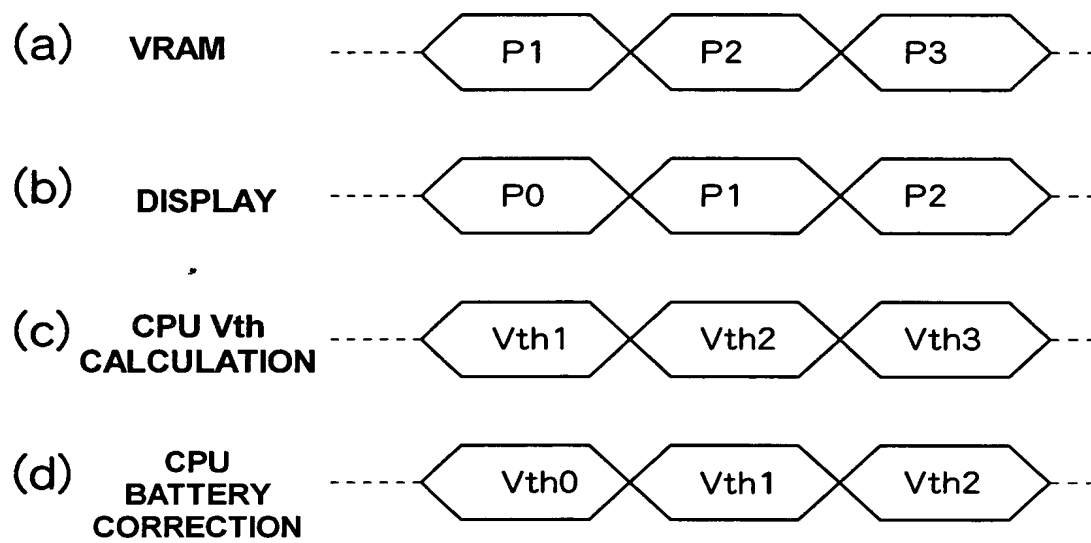 (a) VRAM P1 P2 P3
(b) DISPLAY P0 P1 P2
(c) CPU Vth CALCULATION Vth1 Vth2 Vth3
(d) CPU BATTERY CORRECTION Vth0 Vth1 Vth2